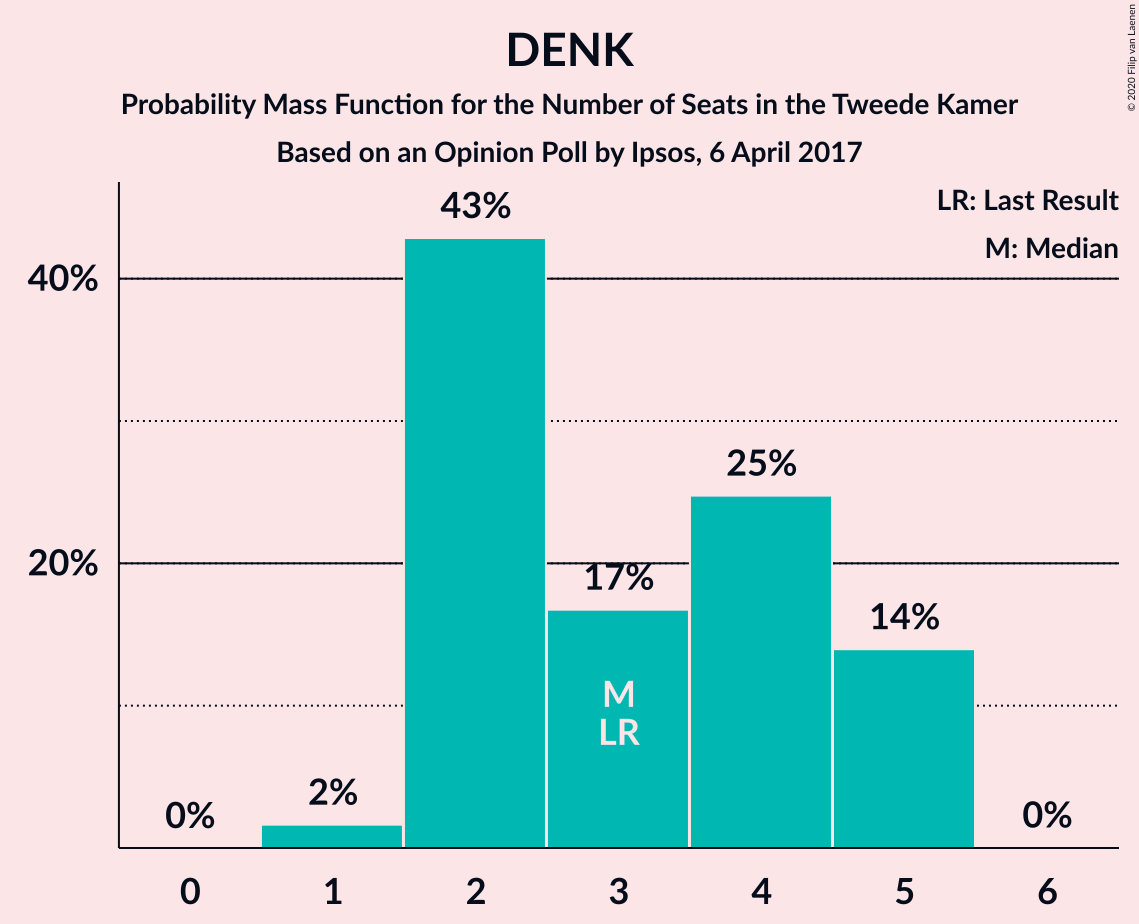 DENK
Probability Mass Function for the Number of Seats in the Tweede Kamer
Based on an Opinion Poll by Ipsos, 6 April 2017
© 2020 Filip van Laenen
LR: Last Result
M: Median
43%
40%
25%
20%
17%
14%
M
LR
2%
0%
0%
0 1 2 3 4 5 6